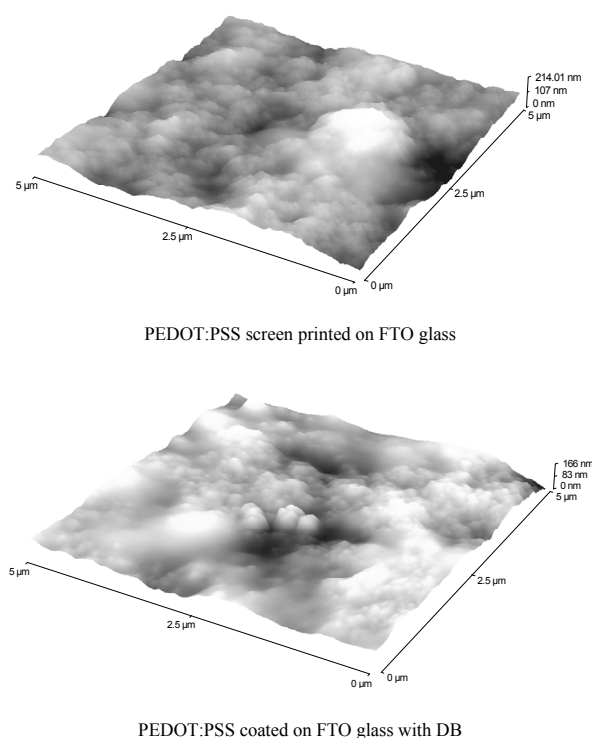 214.01 nm
107 nm
0 nm
5 µm
5 µm
2.5 µm
2.5 µm
0 µm
0 µm
PEDOT:PSS screen printed on FTO glass
166 nm
83 nm
0 nm
5 µm
5 µm
2.5 µm
2.5 µm
0 µm
0 µm
PEDOT:PSS coated on FTO glass with DB